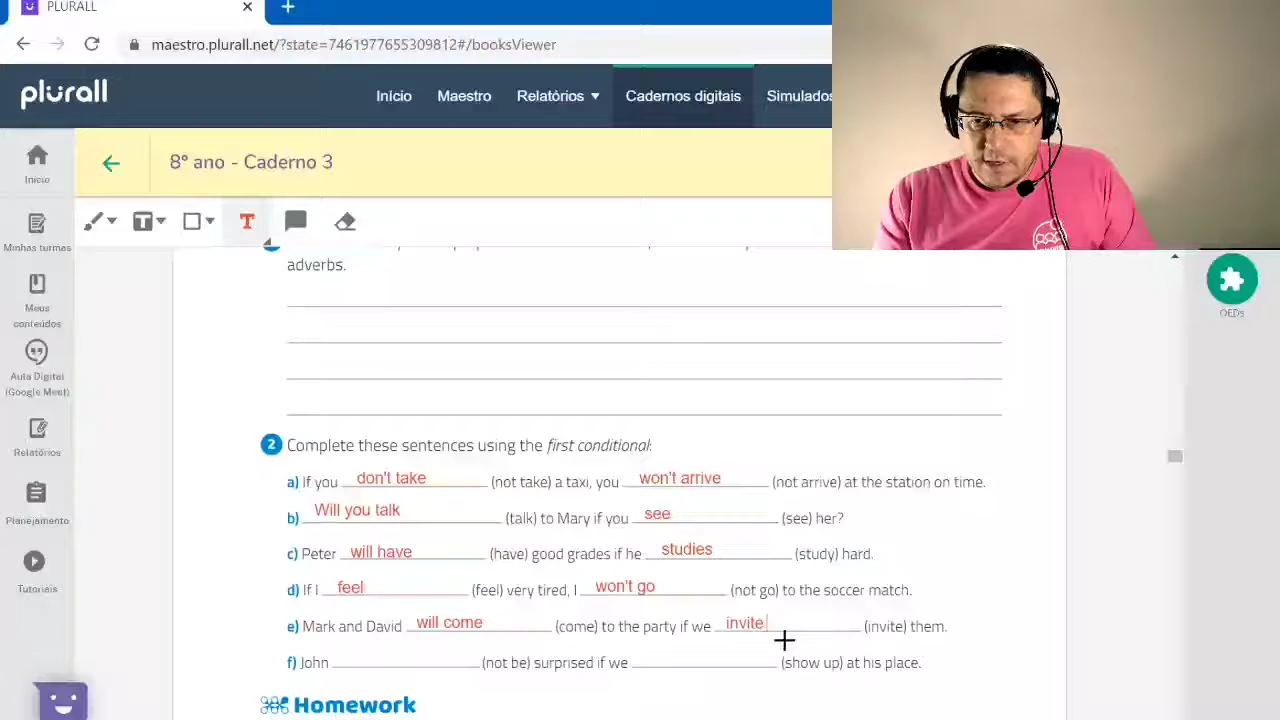 PLURALL
maestro.plurall.net/?state=7461977655309812#/booksViewer
plurall
Início Maestro Relatórios Cadernos digitais Simulados
Início
8º ano - Caderno 3
Minhas turmas
Meus
conteúdos
Aula Digital
(Google Meet)
Relatórios
Planejamento
Tutoriais
OEDs
adverbs.
2 Complete these sentences using the first conditional:
a) If you don't take (not take) a taxi, you won't arrive (not arrive) at the station on time.
b) Will you talk (talk) to Mary if you see (see) her?
c) Peter will have (have) good grades if he studies (study) hard.
d) If I feel (feel) very tired, I won't go (not go) to the soccer match.
e) Mark and David will come (come) to the party if we invite (invite) them.
f) John (not be) surprised if we (show up) at his place.
Homework